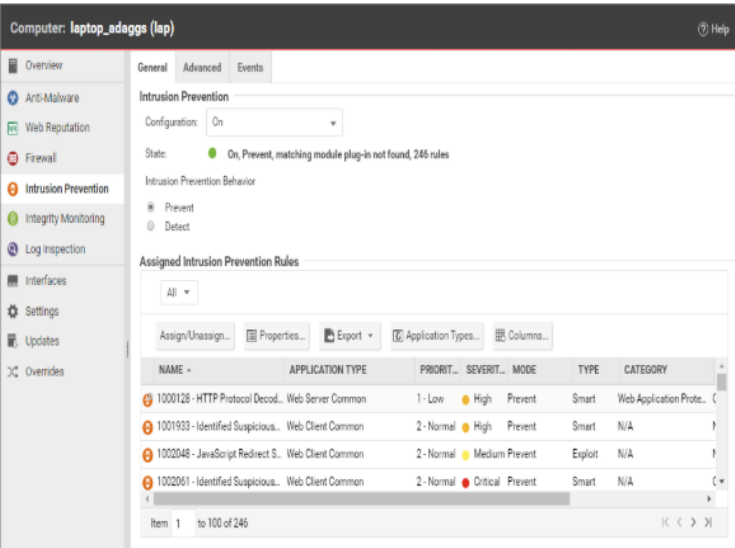 Computer: laptop_adaggs (lap)
Help
Overview
Anti-Malware
Web Reputation
Firewall
Intrusion Prevention
Integrity Monitoring
Log Inspection
Interfaces
Settings
Updates
Overrides
General Advanced Events
Intrusion Prevention
Configuration: On
State: On, Prevent, matching module plug-in not found, 246 rules
Intrusion Prevention Behavior
Prevent
Detect
Assigned Intrusion Prevention Rules
All
Assign/Unassign... Properties... Export Application Types... Columns...
NAME APPLICATION TYPE PRIORIT... SEVERIT... MODE TYPE CATEGORY
1000128 - HTTP Protocol Decod... Web Server Common 1 - Low High Prevent Smart Web Application Prote...
1001933 - Identified Suspicious... Web Client Common 2 - Normal High Prevent Smart N/A
1002048 - JavaScript Redirect S... Web Client Common 2 - Normal Medium Prevent Exploit N/A
1002061 - Identified Suspicious... Web Client Common 2 - Normal Critical Prevent Smart N/A
Item 1 to 100 of 246